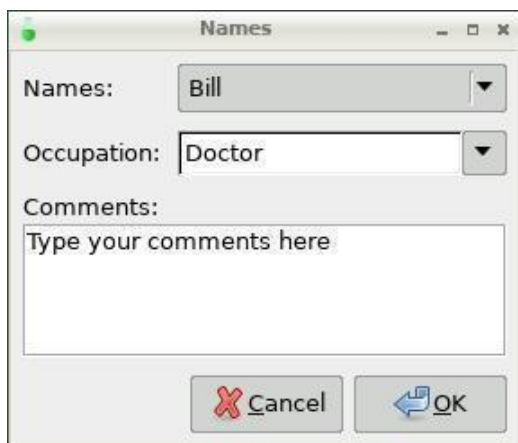 Names
Names: Bill
Occupation: Doctor
Comments:
Type your comments here
Cancel OK